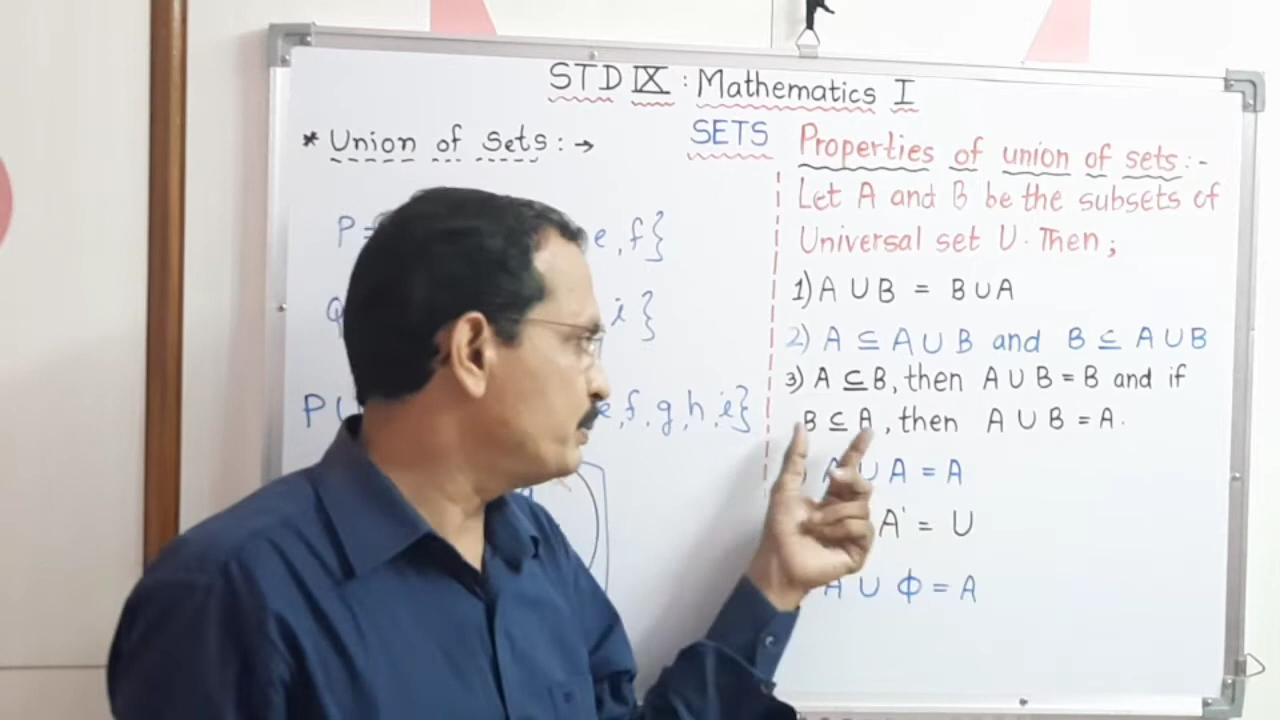 STD IX : Mathematics I
SETS
* Union of Sets : →
P = e, f}
Q i }
P U e, f, g, h, i}
Properties of union of sets :-
Let A and B be the subsets of
Universal set U. Then ;
1) A ∪ B = B ∪ A
2) A ⊆ A ∪ B and B ⊆ A ∪ B
3) A ⊆ B, then A ∪ B = B and if
B ⊆ A, then A ∪ B = A.
) A ∪ A = A
A' = U
A ∪ Φ = A